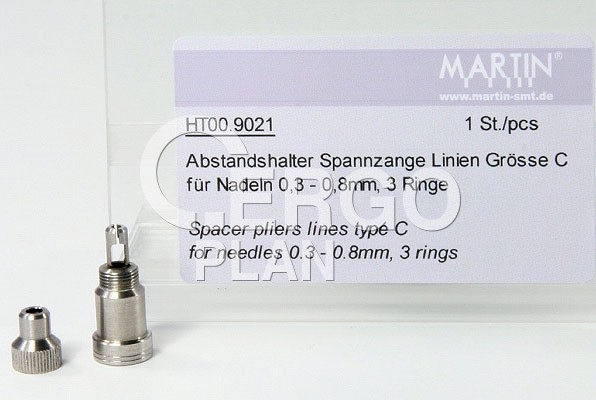 MARTIN®
www.martin-smt.de
HT00.9021 1 St./pcs
Abstandshalter Spannzange Linien Grösse C
für Nadeln 0,3 - 0,8mm, 3 Ringe
Spacer pliers lines type C
for needles 0.3 - 0.8mm, 3 rings
CERGO
PLAN